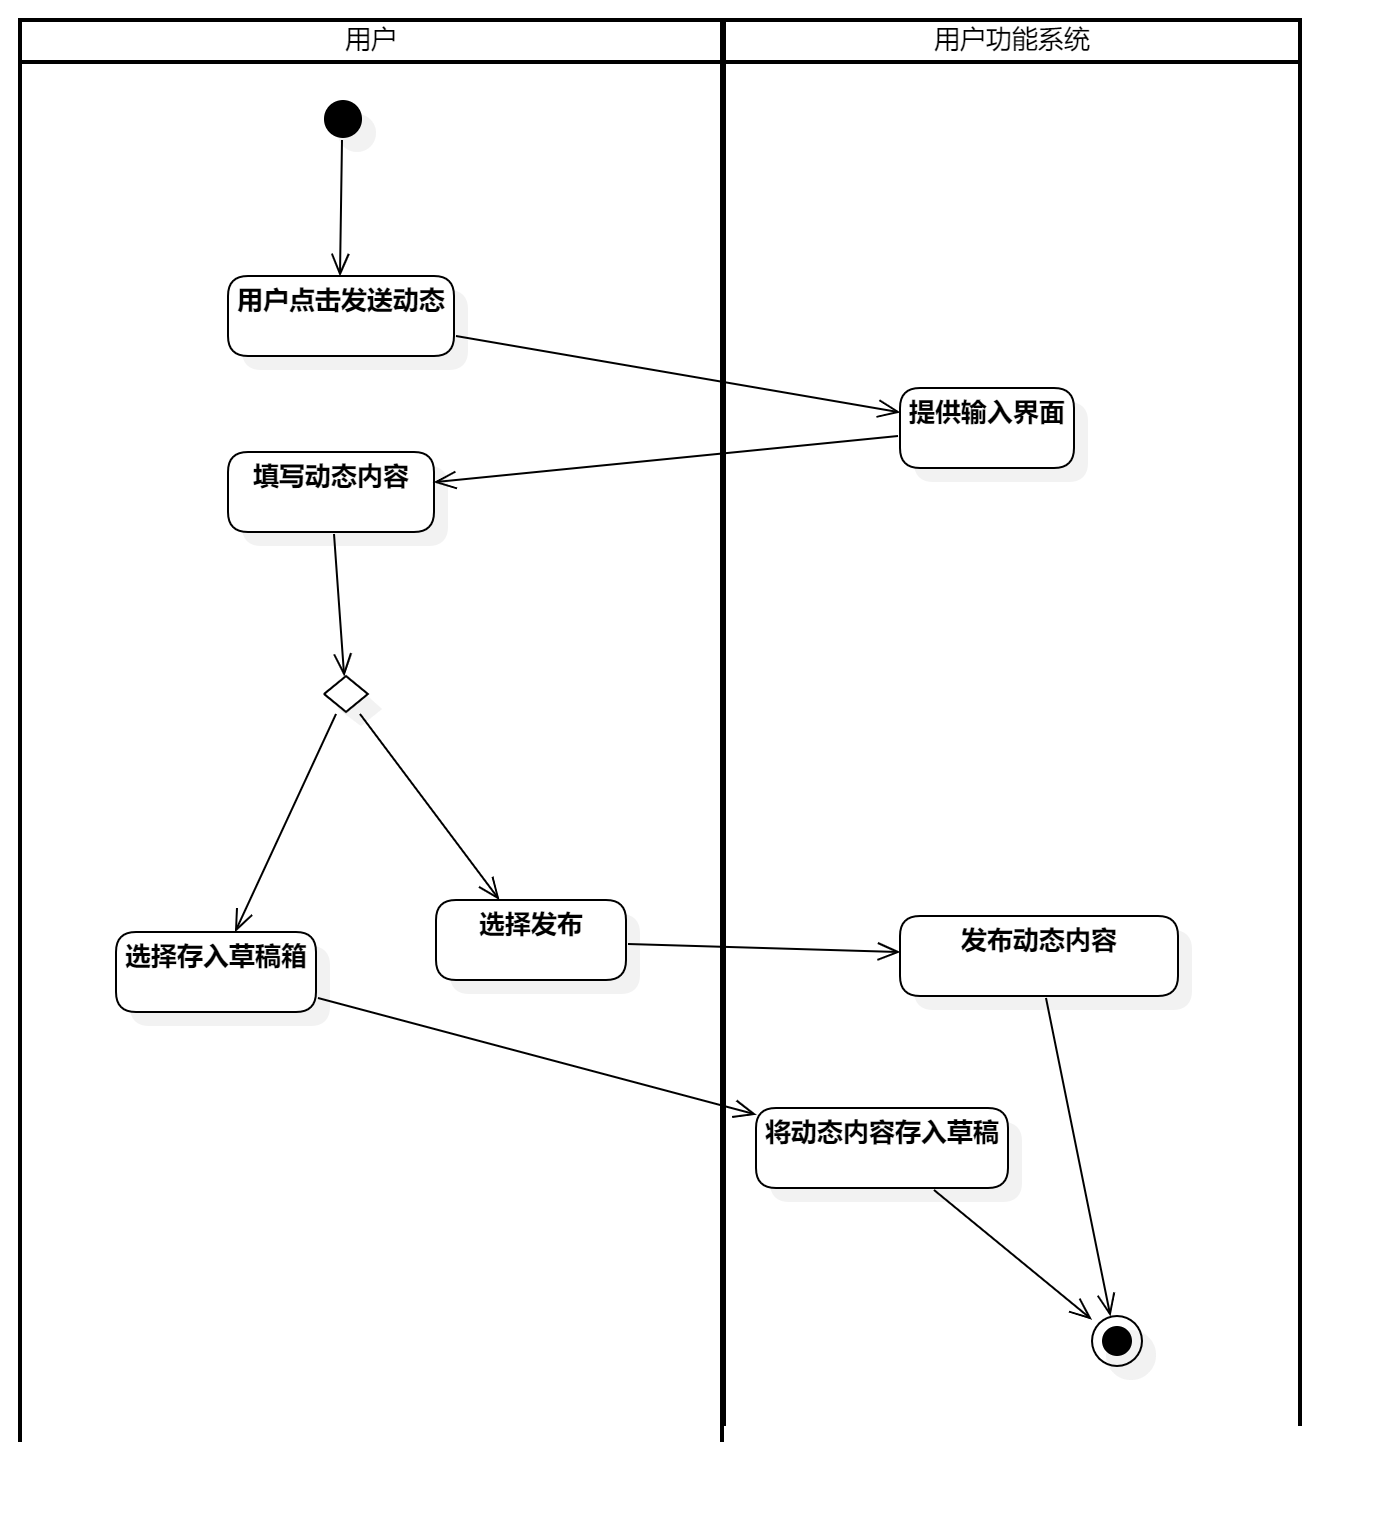 用户
用户功能系统
用户点击发送动态
提供输入界面
填写动态内容
选择发布
发布动态内容
选择存入草稿箱
将动态内容存入草稿